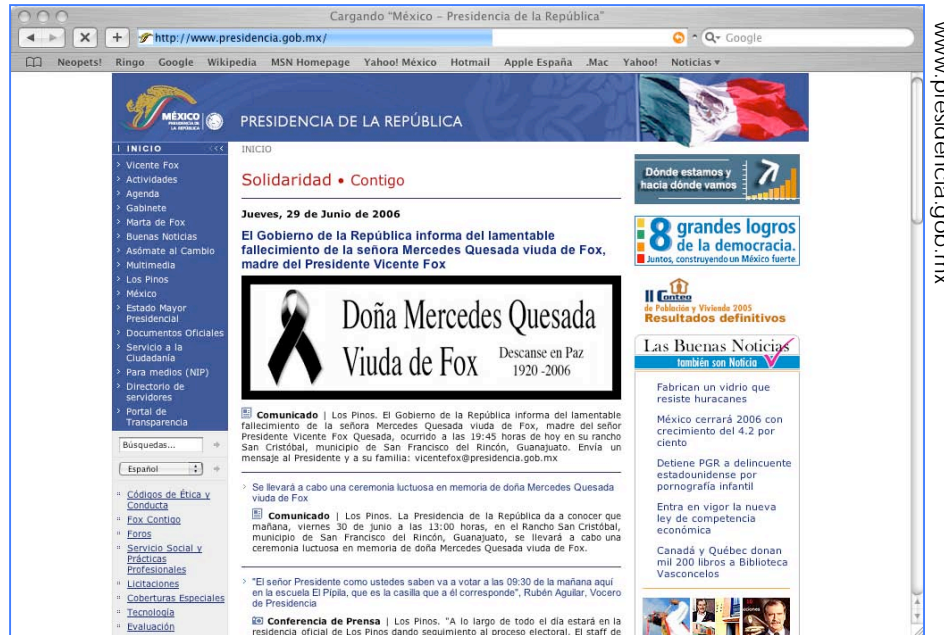 Cargando "México – Presidencia de la República"
http://www.presidencia.gob.mx/
Google
Neopets! Ringo Google Wikipedia MSN Homepage Yahoo! México Hotmail Apple España .Mac Yahoo! Noticias
www.presidencia.gob.mx
MÉXICO
PRESIDENCIA DE LA REPÚBLICA
PRESIDENCIA DE LA REPÚBLICA
INICIO <<<
> Vicente Fox
> Actividades
> Agenda
> Gabinete
> Marta de Fox
> Buenas Noticias
> Asómate al Cambio
> Multimedia
> Los Pinos
> México
> Estado Mayor
Presidencial
> Documentos Oficiales
> Servicio a la
Ciudadanía
> Para medios (NIP)
> Directorio de
servidores
> Portal de
Transparencia
Búsquedas...
Español
Códigos de Ética y
Conducta
Fox Contigo
Foros
Servicio Social y
Prácticas
Profesionales
Licitaciones
Coberturas Especiales
Tecnología
Evaluación
INICIO
Solidaridad • Contigo
Jueves, 29 de Junio de 2006
El Gobierno de la República informa del lamentable
fallecimiento de la señora Mercedes Quesada viuda de Fox,
madre del Presidente Vicente Fox
Doña Mercedes Quesada
Viuda de Fox
Descanse en Paz
1920 -2006
Comunicado | Los Pinos. El Gobierno de la República informa del lamentable
fallecimiento de la señora Mercedes Quesada viuda de Fox, madre del señor
Presidente Vicente Fox Quesada, ocurrido a las 19:45 horas de hoy en su rancho
San Cristóbal, municipio de San Francisco del Rincón, Guanajuato. Envía un
mensaje al Presidente y a su familia: vicentefox@presidencia.gob.mx
> Se llevará a cabo una ceremonia luctuosa en memoria de doña Mercedes Quesada
viuda de Fox
Comunicado | Los Pinos. La Presidencia de la República da a conocer que
mañana, viernes 30 de junio a las 13:00 horas, en el Rancho San Cristóbal,
municipio de San Francisco del Rincón, Guanajuato, se llevará a cabo una
ceremonia luctuosa en memoria de doña Mercedes Quesada viuda de Fox.
> "El señor Presidente como ustedes saben va a votar a las 09:30 de la mañana aquí
en la escuela El Pípila, que es la casilla que a él corresponde", Rubén Aguilar, Vocero
de Presidencia
Conferencia de Prensa | Los Pinos. "A lo largo de todo el día estará en la
residencia oficial de Los Pinos dando seguimiento al proceso electoral. El staff de
Dónde estamos y
hacia dónde vamos
8 grandes logros
de la democracia.
Juntos, construyendo un México fuerte
II Conteo
de Población y Vivienda 2005
Resultados definitivos
Las Buenas Noticias
también son Noticia
Fabrican un vidrio que
resiste huracanes
México cerrará 2006 con
crecimiento del 4.2 por
ciento
Detiene PGR a delincuente
estadounidense por
pornografía infantil
Entra en vigor la nueva
ley de competencia
económica
Canadá y Québec donan
mil 200 libros a Biblioteca
Vasconcelos